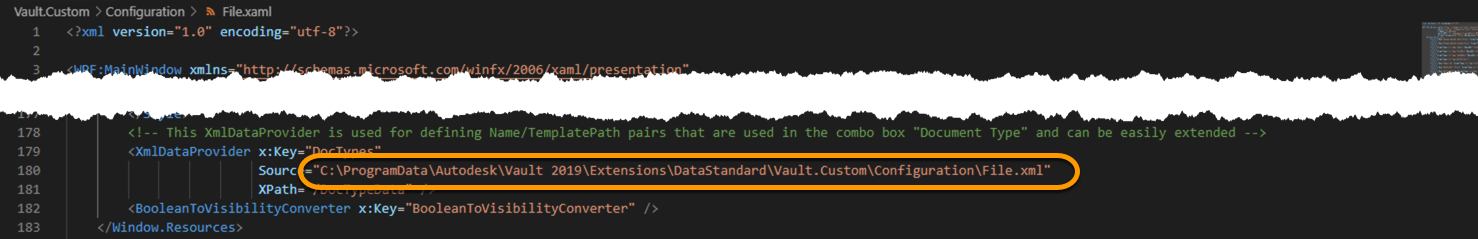 Vault.Custom > Configuration > File.xaml
1 <?xml version="1.0" encoding="utf-8"?>
2
3 <WPF:MainWindow xmlns="http://schemas.microsoft.com/winfx/2006/xaml/presentation"
178 <!-- This XmlDataProvider is used for defining Name/TemplatePath pairs that are used in the combo box "Document Type" and can be easily extended -->
179 <XmlDataProvider x:Key="DocTypes"
180 Source="C:\ProgramData\Autodesk\Vault 2019\Extensions\DataStandard\Vault.Custom\Configuration\File.xml"
181 XPath="/DocTypeData" />
182 <BooleanToVisibilityConverter x:Key="BooleanToVisibilityConverter" />
183 </Window.Resources>